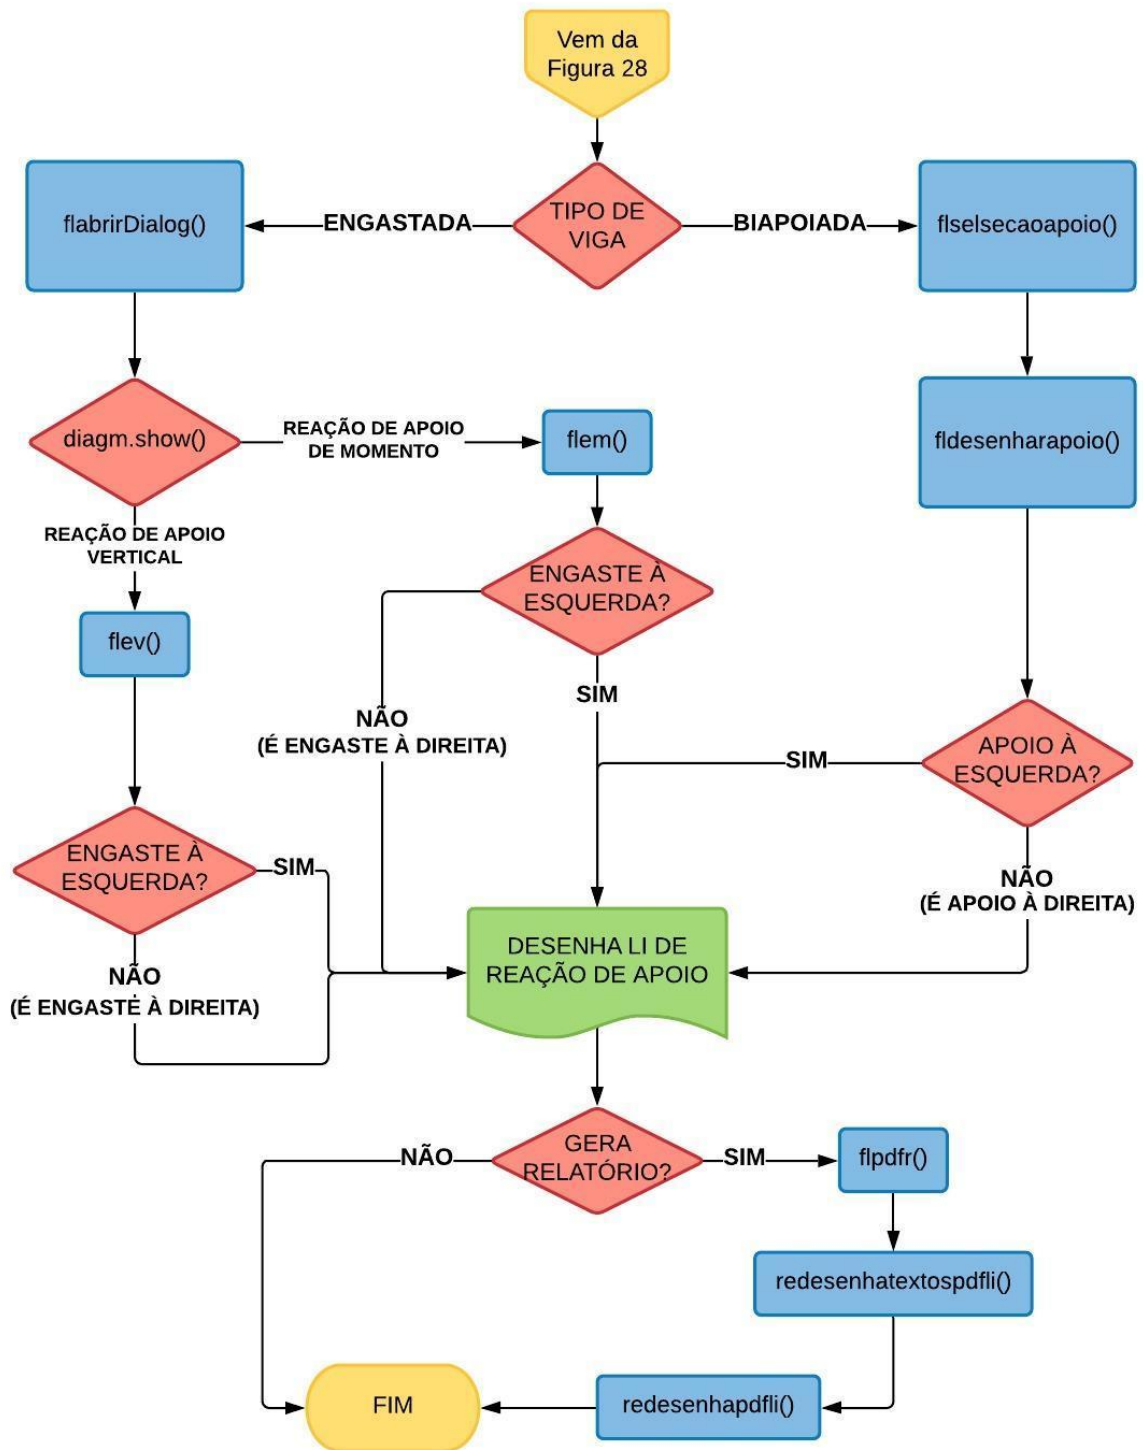 Vem da
Figura 28
flabrirDialog()
ENGASTADA
TIPO DE
VIGA
BIAPOIADA
flselsecaoapoio()
diagm.show()
REAÇÃO DE APOIO
DE MOMENTO
flem()
fldesenharapoio()
REAÇÃO DE APOIO
VERTICAL
ENGASTE À
ESQUERDA?
flev()
SIM
NÃO
(É ENGASTE À DIREITA)
SIM
APOIO À
ESQUERDA?
ENGASTE À
ESQUERDA?
SIM
NÃO
(É APOIO À DIREITA)
DESENHA LI DE
REAÇÃO DE APOIO
NÃO
(É ENGASTE À DIREITA)
NÃO
GERA
RELATÓRIO?
SIM
flpdfr()
redesenhatextospdfli()
FIM
redesenhapdfli()